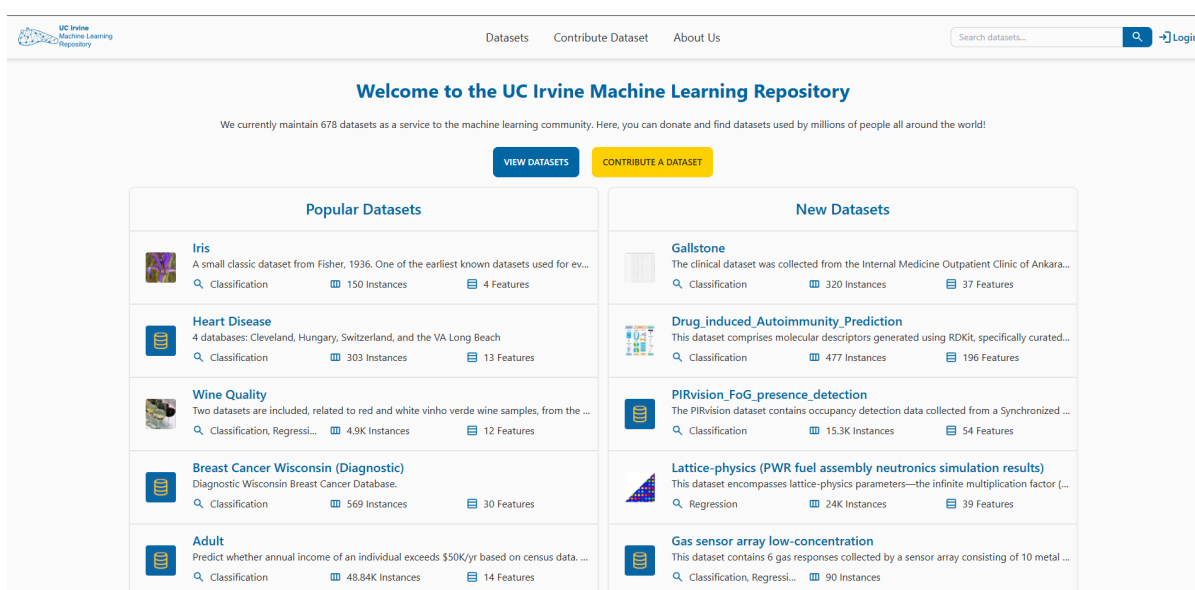 UC Irvine
Machine Learning
Repository
Datasets
Contribute Dataset
About Us
Search datasets...
Login
Welcome to the UC Irvine Machine Learning Repository
We currently maintain 678 datasets as a service to the machine learning community. Here, you can donate and find datasets used by millions of people all around the world!
VIEW DATASETS
CONTRIBUTE A DATASET
Popular Datasets
Iris
A small classic dataset from Fisher, 1936. One of the earliest known datasets used for ev...
Classification 150 Instances 4 Features
Heart Disease
4 databases: Cleveland, Hungary, Switzerland, and the VA Long Beach
Classification 303 Instances 13 Features
Wine Quality
Two datasets are included, related to red and white vinho verde wine samples, from the ...
Classification, Regressi... 4.9K Instances 12 Features
Breast Cancer Wisconsin (Diagnostic)
Diagnostic Wisconsin Breast Cancer Database.
Classification 569 Instances 30 Features
Adult
Predict whether annual income of an individual exceeds $50K/yr based on census data. ...
Classification 48.84K Instances 14 Features
New Datasets
Gallstone
The clinical dataset was collected from the Internal Medicine Outpatient Clinic of Ankara...
Classification 320 Instances 37 Features
Drug_induced_Autoimmunity_Prediction
This dataset comprises molecular descriptors generated using RDKit, specifically curated...
Classification 477 Instances 196 Features
PIRvision_FoG_presence_detection
The PIRvision dataset contains occupancy detection data collected from a Synchronized ...
Classification 15.3K Instances 54 Features
Lattice-physics (PWR fuel assembly neutronics simulation results)
This dataset encompasses lattice-physics parameters—the infinite multiplication factor (...
Regression 24K Instances 39 Features
Gas sensor array low-concentration
This dataset contains 6 gas responses collected by a sensor array consisting of 10 metal ...
Classification, Regressi... 90 Instances